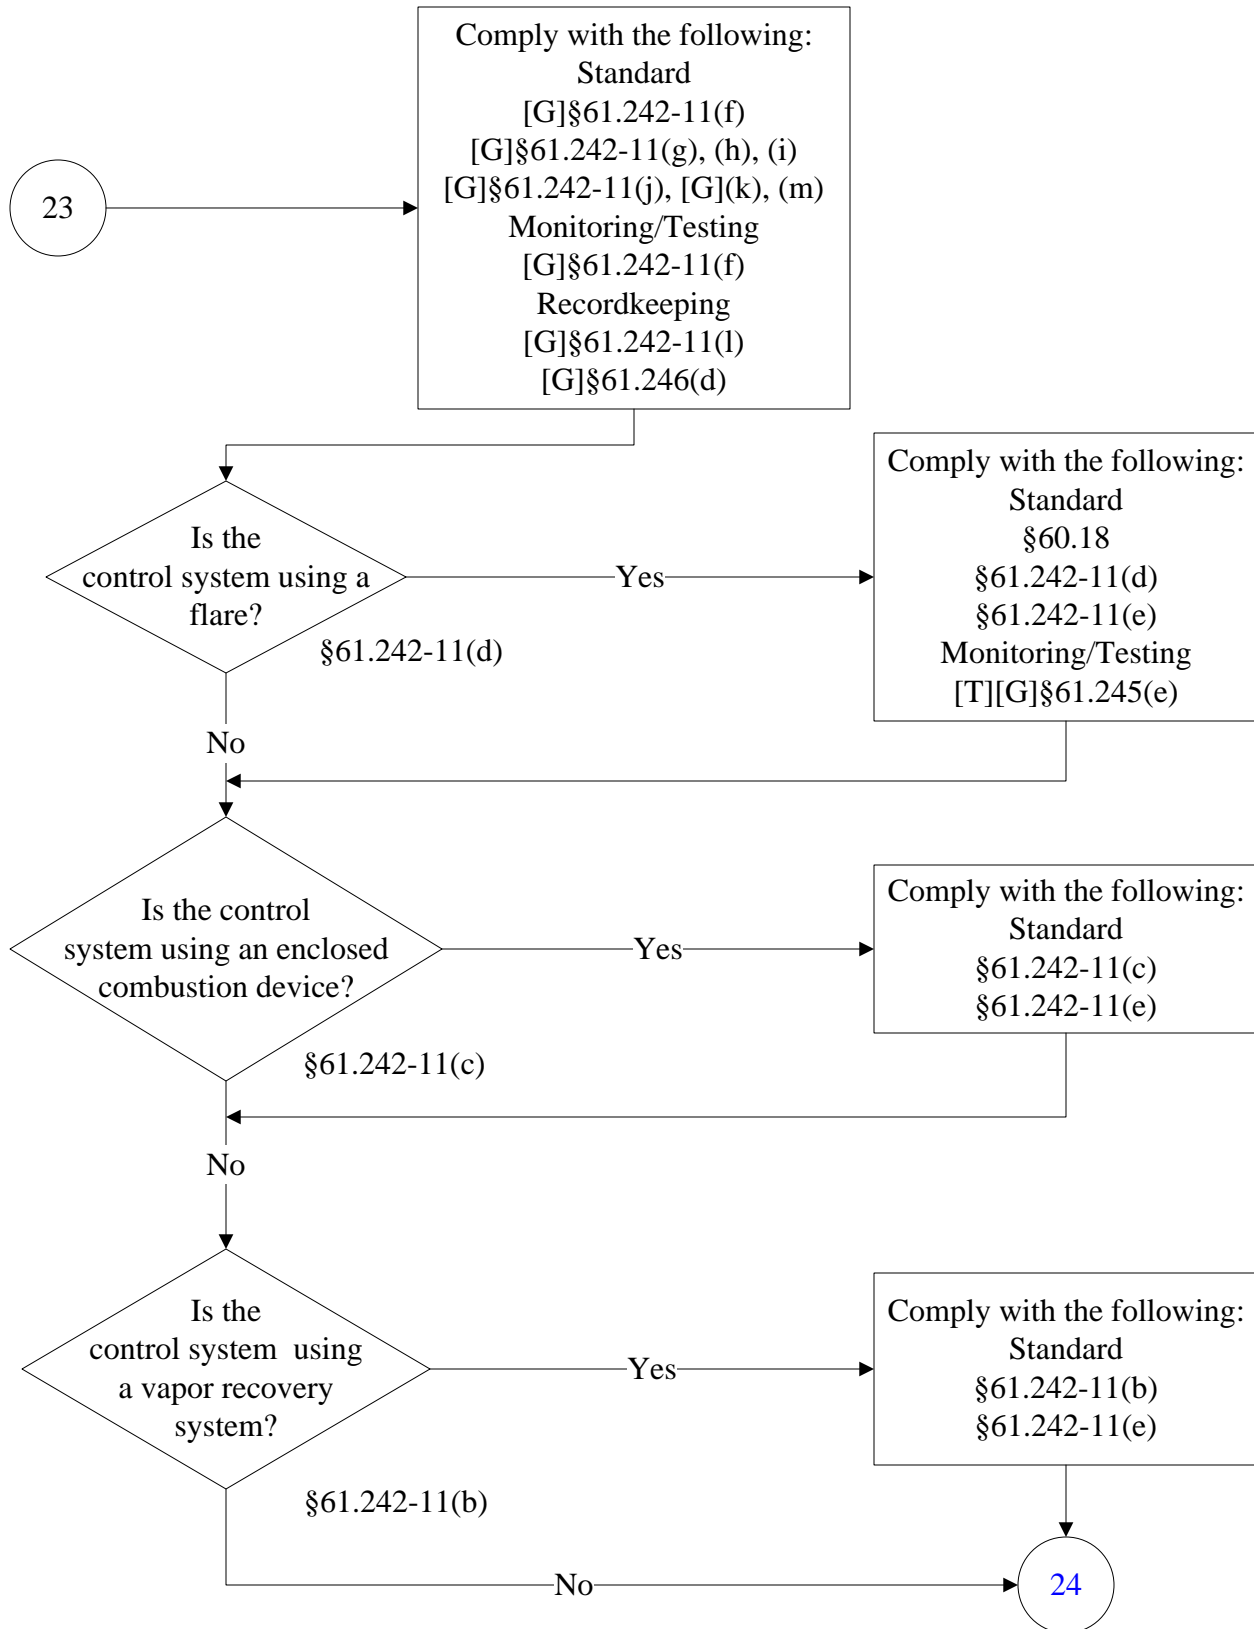 Comply with the following:
Standard
[G]§61.242-11(f)
[G]§61.242-11(g), (h), (i)
[G]§61.242-11(j), [G](k), (m)
Monitoring/Testing
[G]§61.242-11(f)
Recordkeeping
[G]§61.242-11(l)
[G]§61.246(d)
23
Is the
control system using a
flare?
§61.242-11(d)
Yes
Comply with the following:
Standard
§60.18
§61.242-11(d)
§61.242-11(e)
Monitoring/Testing
[T][G]§61.245(e)
No
Is the control
system using an enclosed
combustion device?
§61.242-11(c)
Yes
Comply with the following:
Standard
§61.242-11(c)
§61.242-11(e)
No
Is the
control system  using
a vapor recovery
system?
§61.242-11(b)
Yes
Comply with the following:
Standard
§61.242-11(b)
§61.242-11(e)
No
24